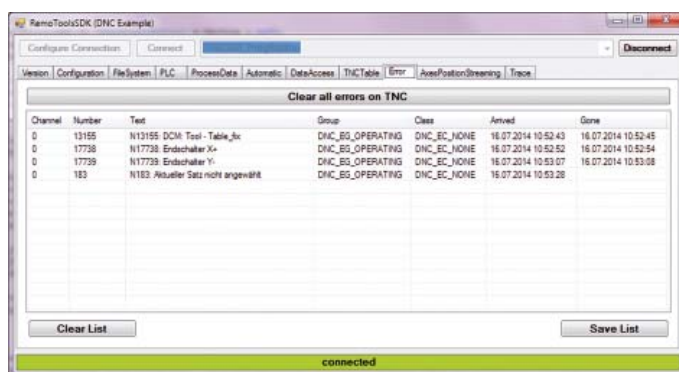 RemoToolsSDK (DNC Example)
Configure Connection Connect Disconnect
Version Configuration FileSystem PLC ProcessData Automatic DataAccess TNCTable Error AxesPositionStreaming Trace
Clear all errors on TNC
Channel Number Text Group Class Arrived Gone
0 13155 N13155: DCM: Tool - Table_fix DNC_EG_OPERATING DNC_EC_NONE 16.07.2014 10:52:43 16.07.2014 10:52:45
0 17738 N17738: Endschalter X+ DNC_EG_OPERATING DNC_EC_NONE 16.07.2014 10:52:52 16.07.2014 10:52:54
0 17739 N17739: Endschalter Y- DNC_EG_OPERATING DNC_EC_NONE 16.07.2014 10:53:07 16.07.2014 10:53:08
0 183 N183: Aktueller Satz nicht angewählt DNC_EG_OPERATING DNC_EC_NONE 16.07.2014 10:53:28
Clear List Save List
connected